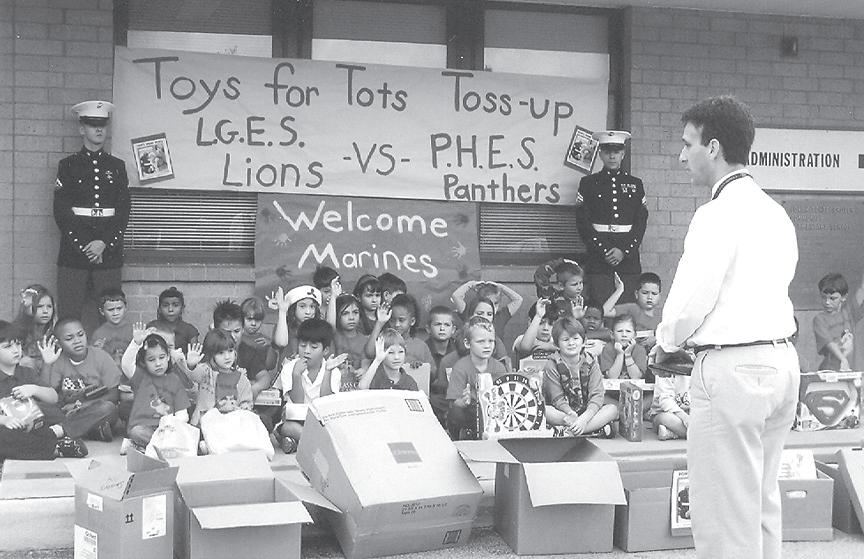 Toys for Tots Toss-up
L.G.E.S.
Lions -VS- P.H.E.S.
Panthers
Welcome
Marines
ADMINISTRATION